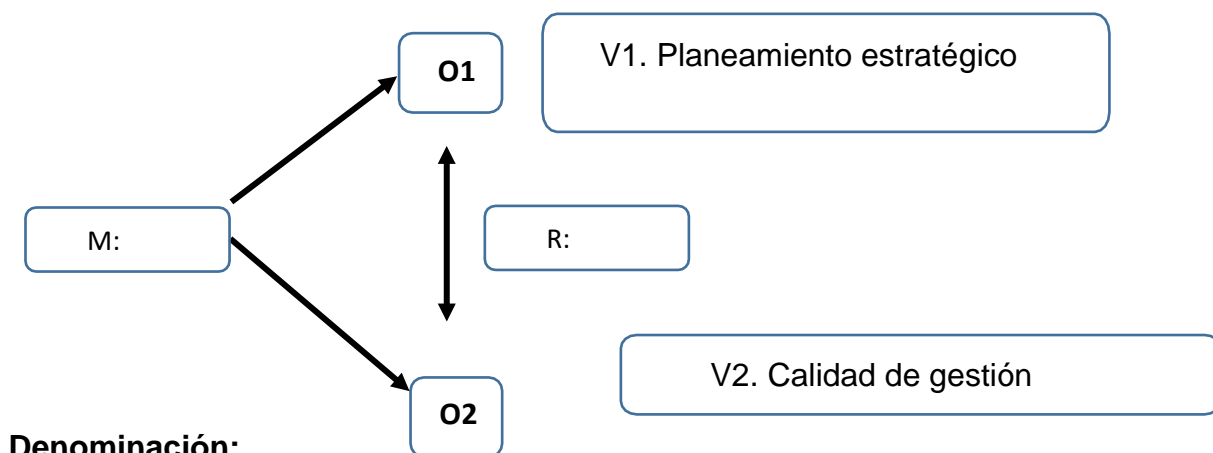 O1
V1. Planeamiento estratégico
M:
R:
V2. Calidad de gestión
O2
Denominación: